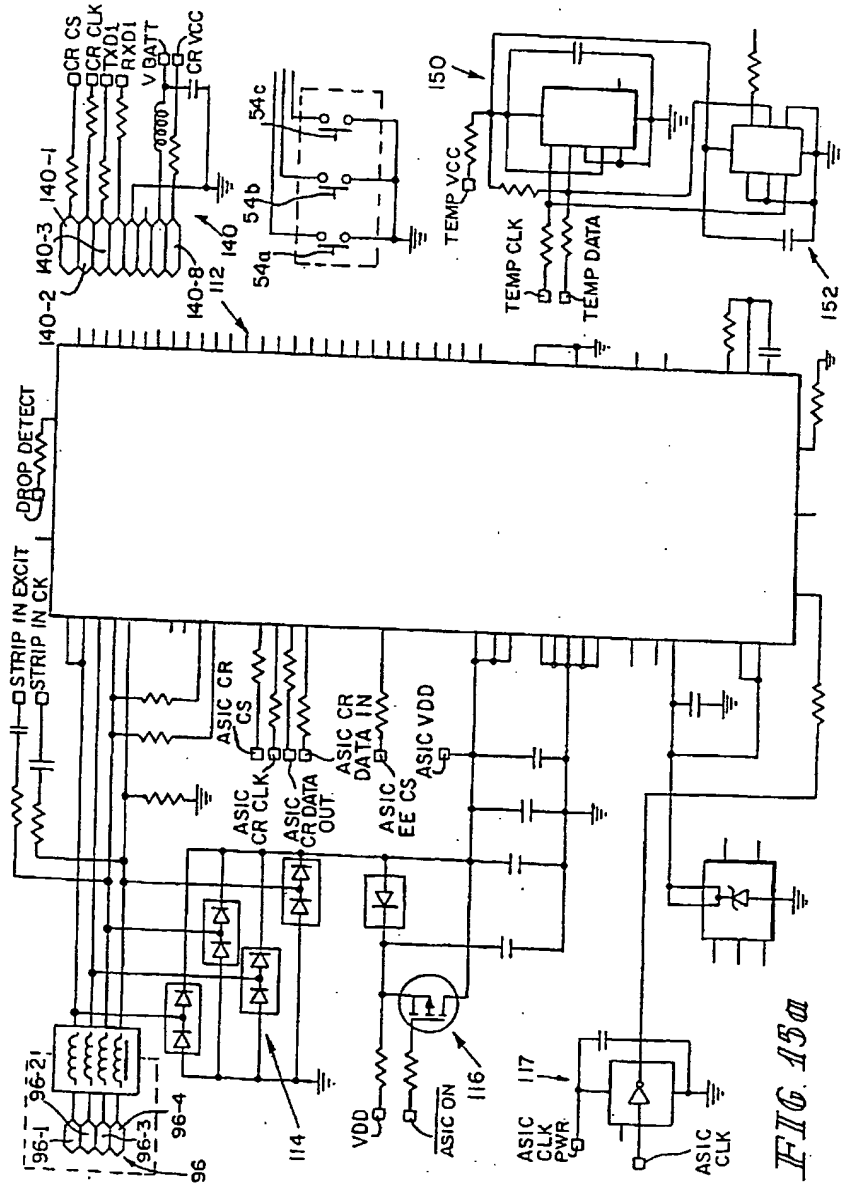 STRIP IN EXCIT
STRIP IN CK
DROP DETECT
140-1
140-3
140-2
140-8
112
140
CR CS
CR CLK
TXD1
RXD1
V BATT
CR VCC
54a
54b
54c
96-1
96-2
96-3
96-4
96
114
ASIC CR
CS
ASIC
CR CLK
ASIC
CR DATA
OUT
ASIC CR
DATA IN
ASIC
EE CS
ASIC VDD
VDD
ASIC ON
116
TEMP VCC
150
TEMP CLK
TEMP DATA
152
ASIC
CLK
PWR
117
ASIC
CLK
FIG. 15a